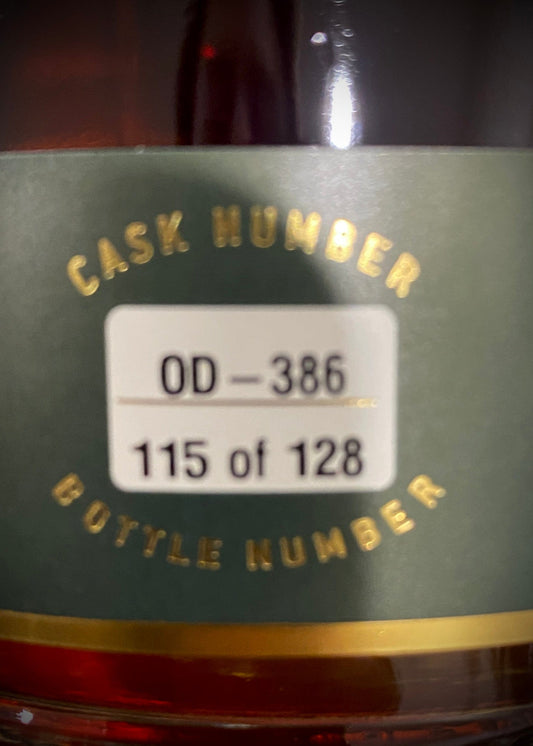 CASK NUMBER
OD-386
115 of 128
BOTTLE NUMBER